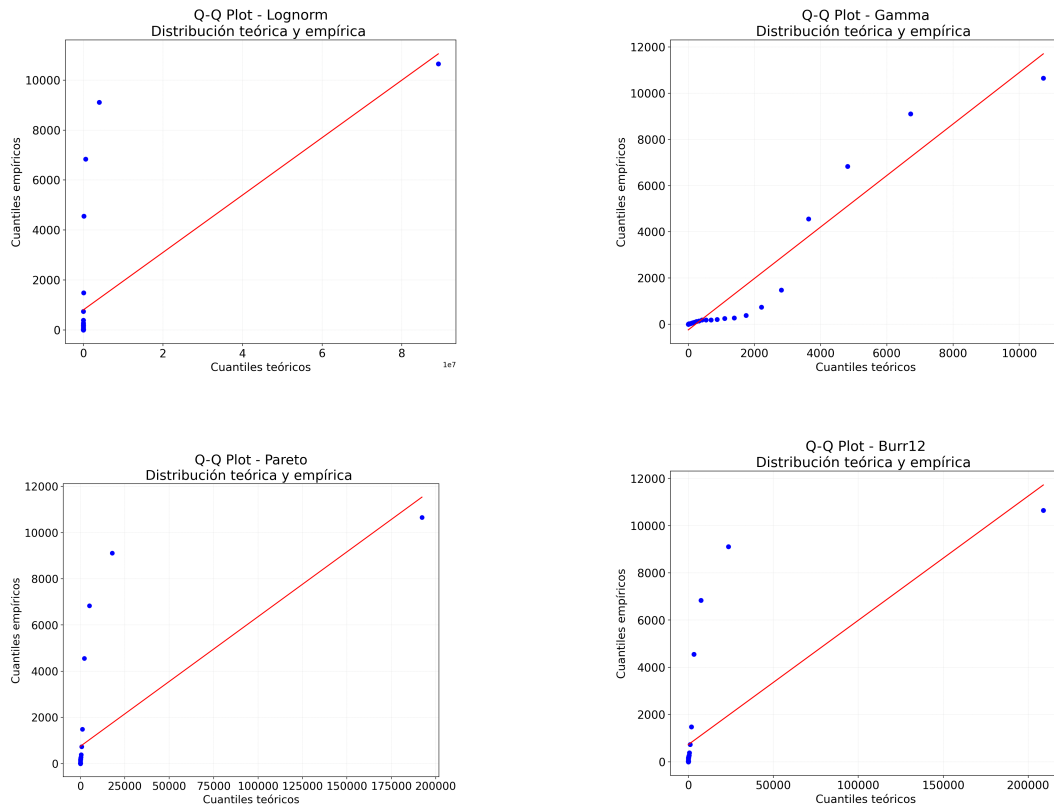 Q-Q Plot - Lognorm
Distribución teórica y empírica
10000
8000
6000
4000
2000
0
Cuantiles empíricos
0 2 4 6 8
1e7
Cuantiles teóricos
Q-Q Plot - Gamma
Distribución teórica y empírica
12000
10000
8000
6000
4000
2000
0
Cuantiles empíricos
0 2000 4000 6000 8000 10000
Cuantiles teóricos
Q-Q Plot - Pareto
Distribución teórica y empírica
12000
10000
8000
6000
4000
2000
0
Cuantiles empíricos
0 25000 50000 75000 100000 125000 150000 175000 200000
Cuantiles teóricos
Q-Q Plot - Burr12
Distribución teórica y empírica
12000
10000
8000
6000
4000
2000
0
Cuantiles empíricos
0 50000 100000 150000 200000
Cuantiles teóricos